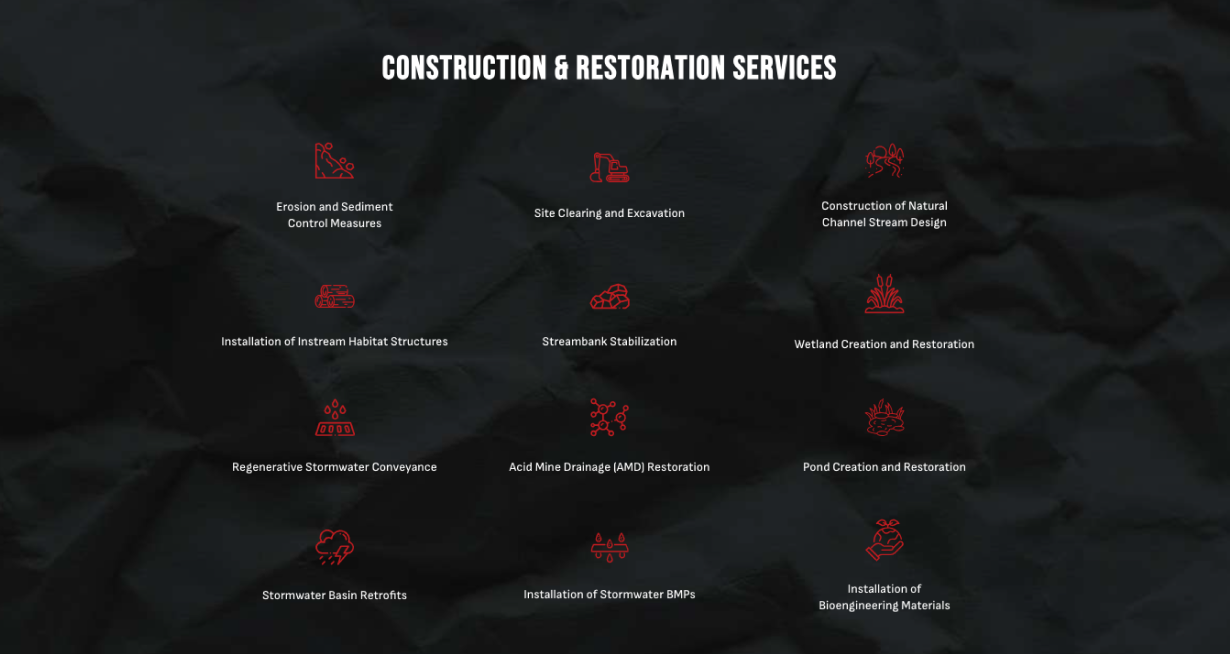 CONSTRUCTION & RESTORATION SERVICES
Erosion and Sediment
Control Measures
Site Clearing and Excavation
Construction of Natural
Channel Stream Design
Installation of Instream Habitat Structures
Streambank Stabilization
Wetland Creation and Restoration
Regenerative Stormwater Conveyance
Acid Mine Drainage (AMD) Restoration
Pond Creation and Restoration
Stormwater Basin Retrofits
Installation of Stormwater BMPs
Installation of
Bioengineering Materials